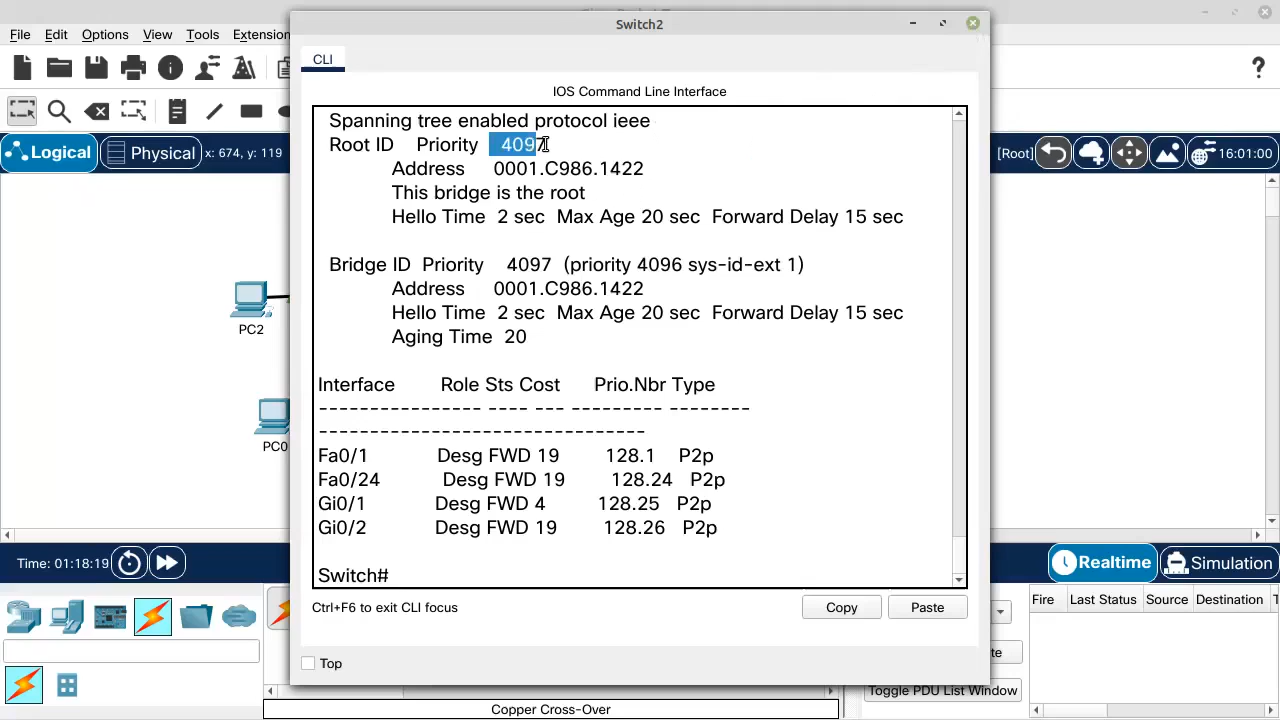 Switch2
File Edit Options View Tools Extension
CLI
IOS Command Line Interface
Logical Physical x: 674, y: 119
[Root] 16:01:00
Spanning tree enabled protocol ieee
Root ID Priority 4097
Address 0001.C986.1422
This bridge is the root
Hello Time 2 sec Max Age 20 sec Forward Delay 15 sec
Bridge ID Priority 4097 (priority 4096 sys-id-ext 1)
Address 0001.C986.1422
Hello Time 2 sec Max Age 20 sec Forward Delay 15 sec
Aging Time 20
Interface Role Sts Cost Prio.Nbr Type
---------------- ---- --- --------- --------
--------------------------------
Fa0/1 Desg FWD 19 128.1 P2p
Fa0/24 Desg FWD 19 128.24 P2p
Gi0/1 Desg FWD 4 128.25 P2p
Gi0/2 Desg FWD 19 128.26 P2p
Switch#
PC2
PC0
Ctrl+F6 to exit CLI focus
Copy Paste
Top
Time: 01:18:19
Realtime Simulation
Fire Last Status Source Destination T
te
Toggle PDU List Window
Copper Cross-Over